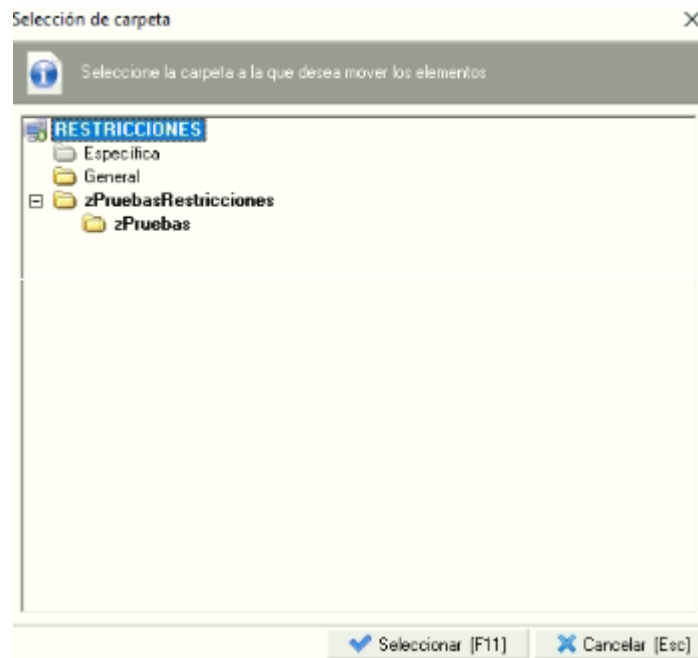 Selección de carpeta
Seleccione la carpeta a la que desea mover los elementos
RESTRICCIONES
Específica
General
zPruebasRestricciones
zPruebas
Seleccionar [F11]
Cancelar [Esc]